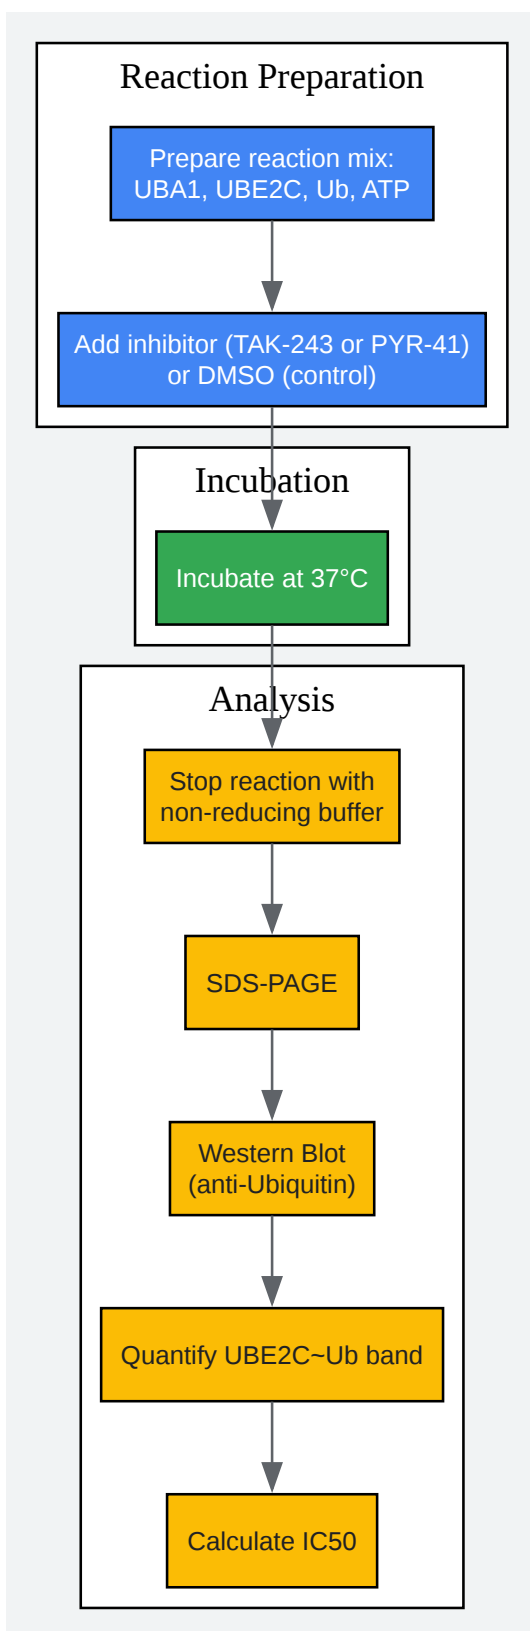 Reaction Preparation
Prepare reaction mix:
UBA1, UBE2C, Ub, ATP
Add inhibitor (TAK-243 or PYR-41)
or DMSO (control)
Incubation
Incubate at 37°C
Analysis
Stop reaction with
non-reducing buffer
SDS-PAGE
Western Blot
(anti-Ubiquitin)
Quantify UBE2C~Ub band
Calculate IC50